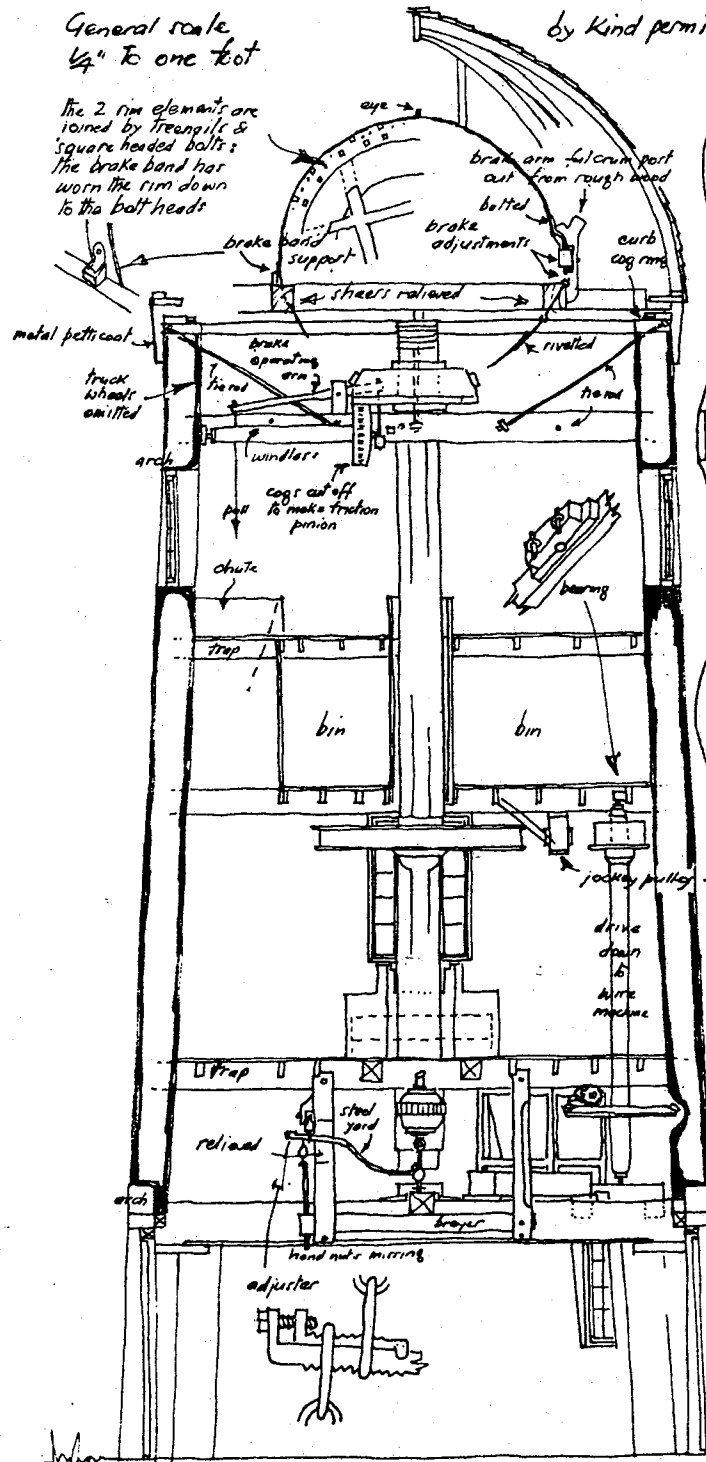 General scale
1/4" to one foot
by kind permi
the 2 rim elements are
joined by treenails &
square headed bolts:
the brake band has
worn the rim down
to the bolt heads
eye
brake arm fulcrum post
cut from rough wood
bolted
brake
adjustments
curb
cog ring
brake band
support
sheers relieved
metal petticoat
brake
operating
arm
rivetted
truck
wheels
omitted
tie rod
tie rod
arch
windlass
pull
cogs cut off
to make friction
pinion
chute
bearing
trap
bin
bin
jockey pulley
drive
down
to
wire
machine
trap
steel
yard
relieved
arch
brayer
hand nuts missing
adjuster